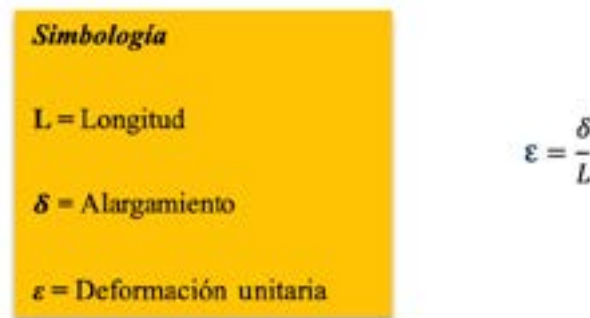 Simbología
L = Longitud
δ = Alargamiento
ε = Deformación unitaria
ε = δ/L